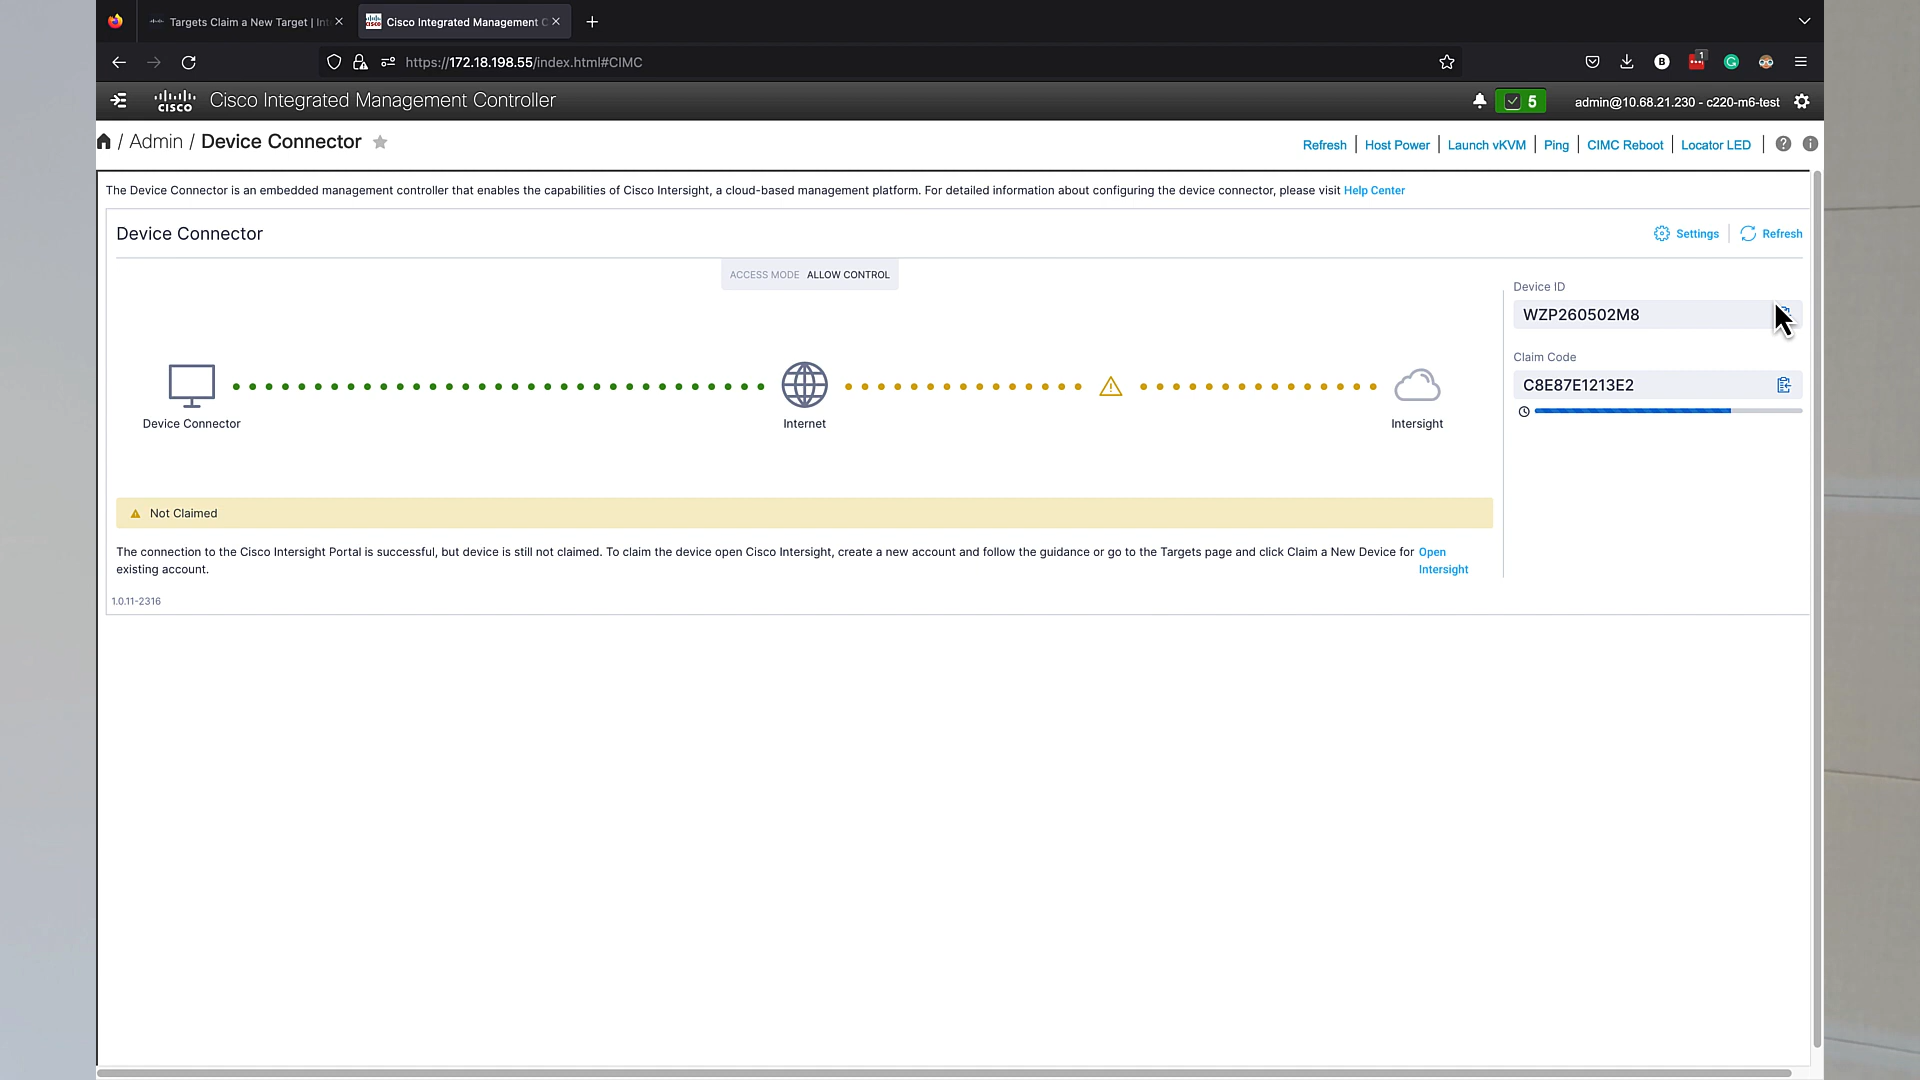 Targets Claim a New Target | Int
Cisco Integrated Management C
https://172.18.198.55/index.html#CIMC
B
1
cisco
Cisco Integrated Management Controller
5
admin@10.68.21.230 - c220-m6-test
/ Admin / Device Connector
Refresh
Host Power
Launch vKVM
Ping
CIMC Reboot
Locator LED
The Device Connector is an embedded management controller that enables the capabilities of Cisco Intersight, a cloud-based management platform. For detailed information about configuring the device connector, please visit Help Center
Device Connector
Settings
Refresh
ACCESS MODE ALLOW CONTROL
Device ID
WZP260502M8
Claim Code
C8E87E1213E2
Device Connector
Internet
Intersight
Not Claimed
The connection to the Cisco Intersight Portal is successful, but device is still not claimed. To claim the device open Cisco Intersight, create a new account and follow the guidance or go to the Targets page and click Claim a New Device for
existing account.
Open
Intersight
1.0.11-2316